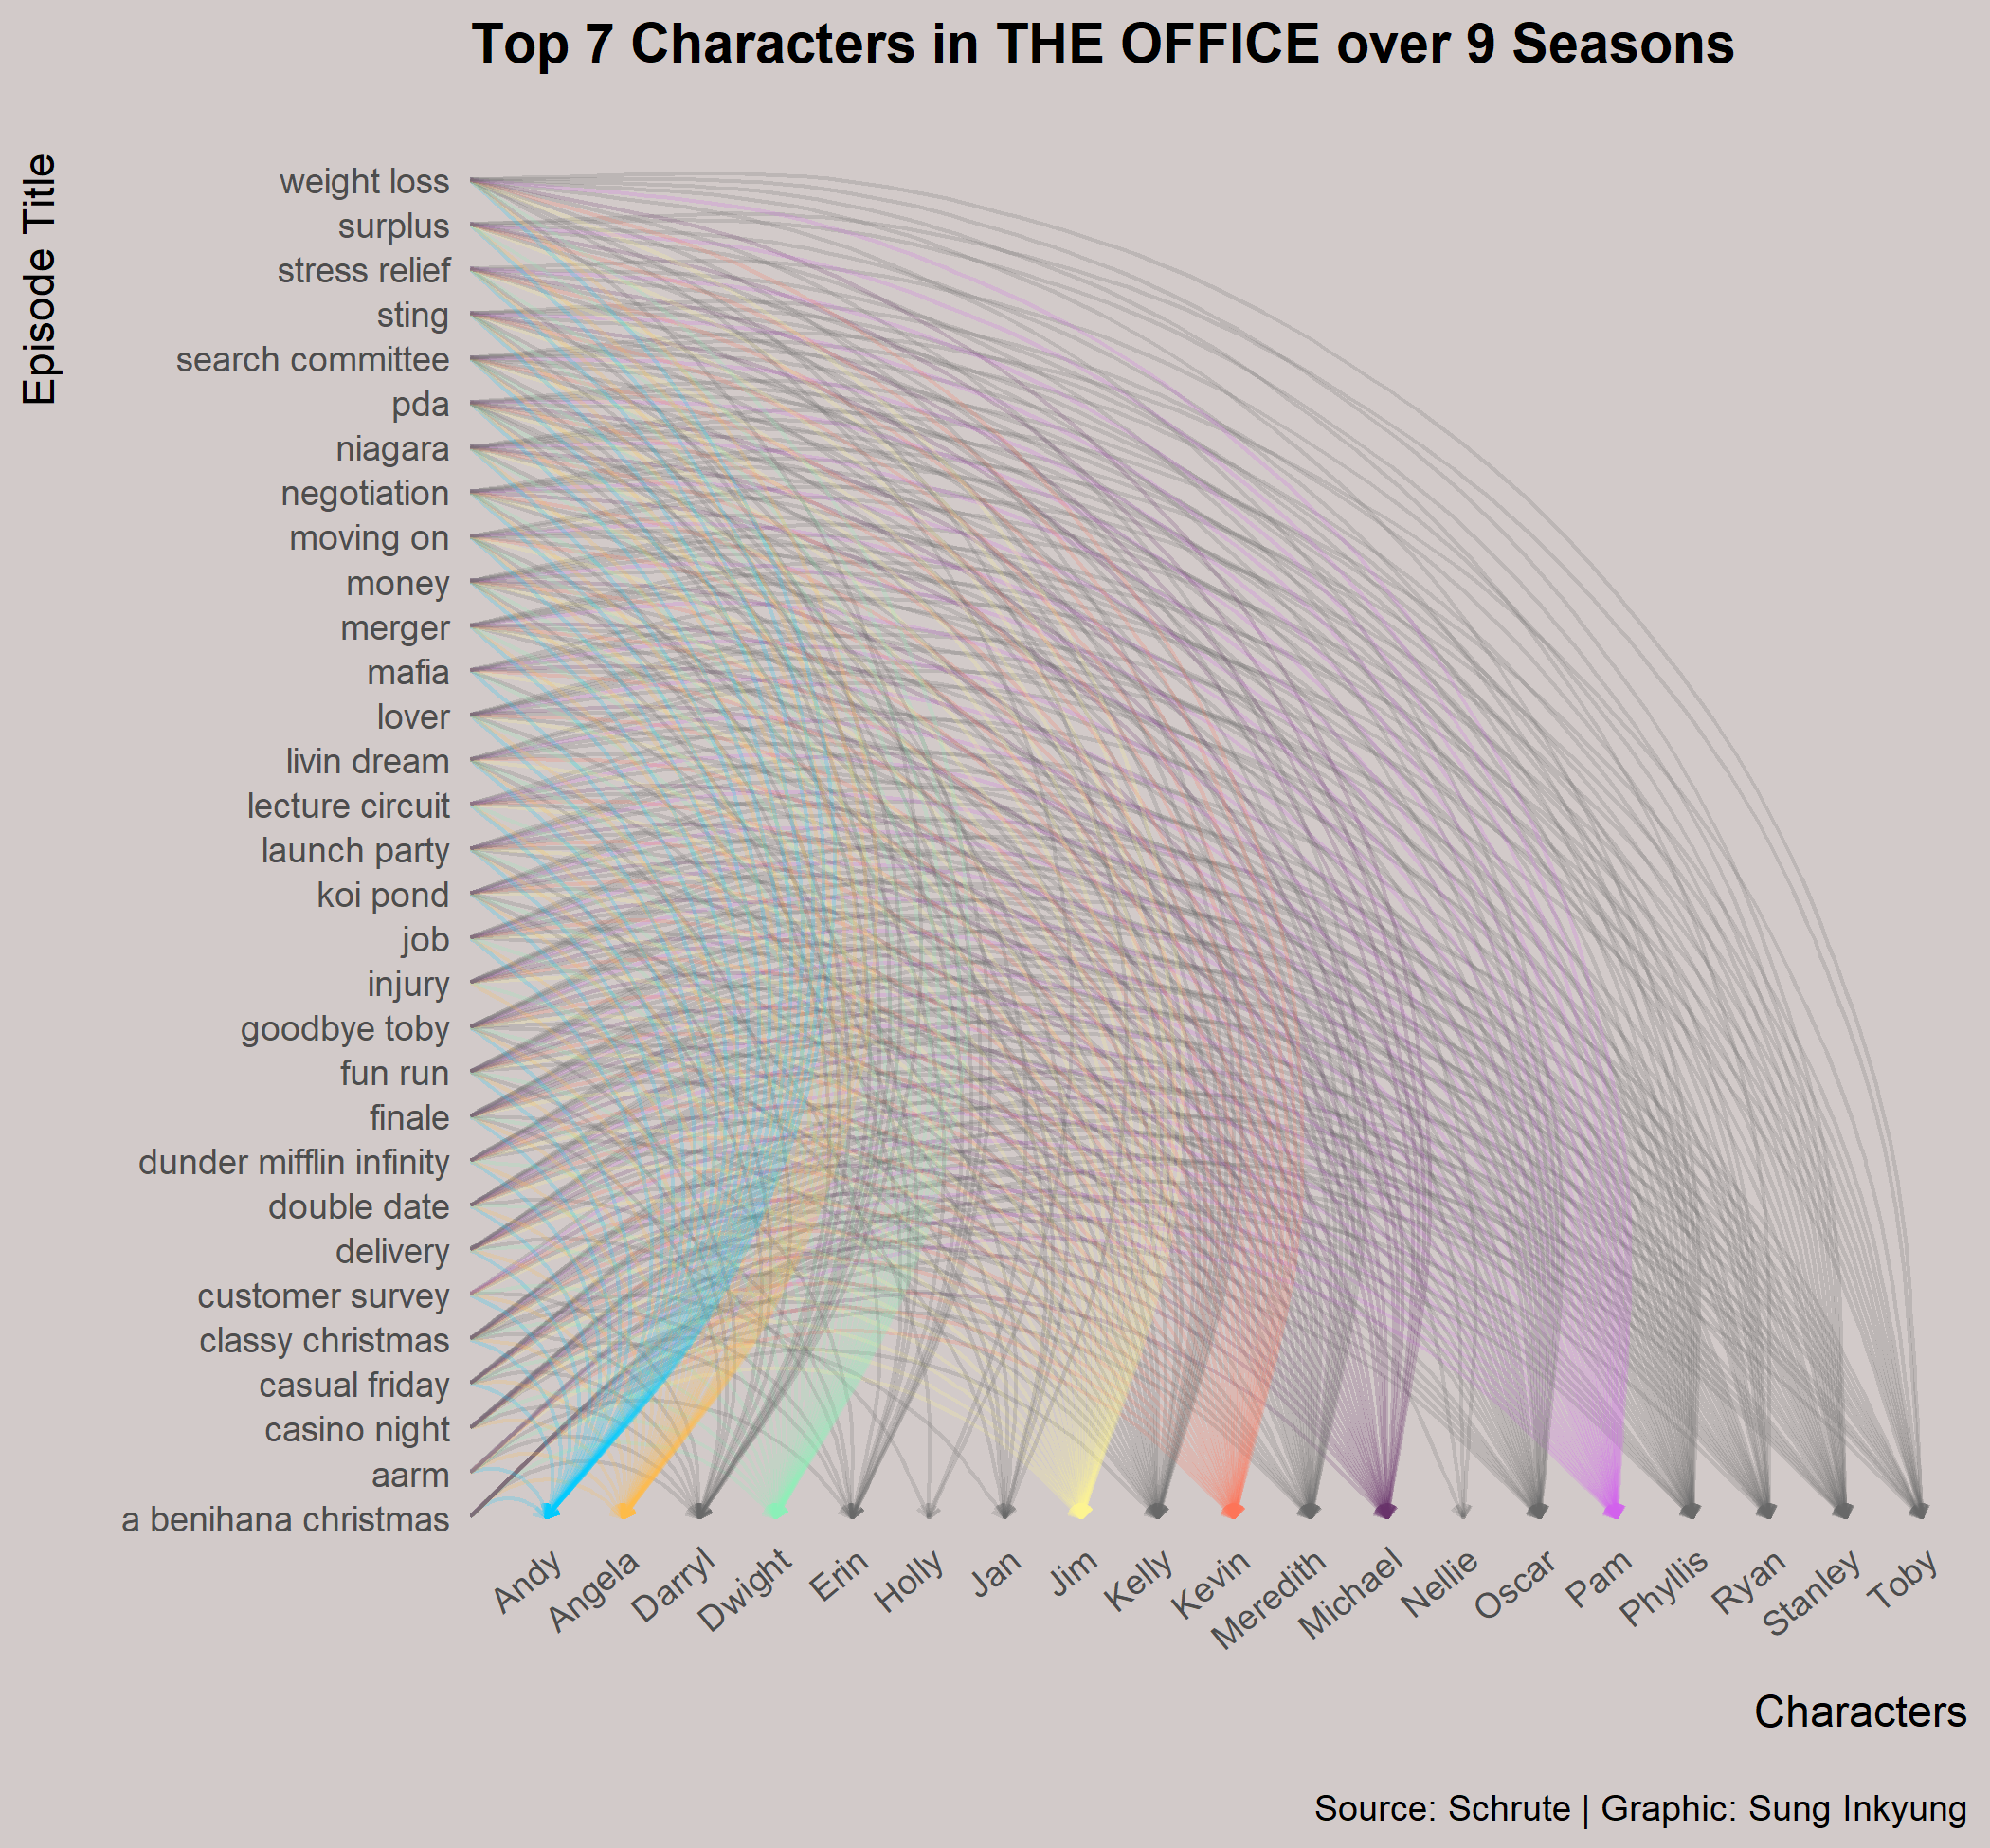 Top 7 Characters in THE OFFICE over 9 Seasons
Episode Title
weight loss
surplus
stress relief
sting
search committee
pda
niagara
negotiation
moving on
money
merger
mafia
lover
livin dream
lecture circuit
launch party
koi pond
job
injury
goodbye toby
fun run
finale
dunder mifflin infinity
double date
delivery
customer survey
classy christmas
casual friday
casino night
aarm
a benihana christmas
Andy
Angela
Darryl
Dwight
Erin
Holly
Jan
Jim
Kelly
Kevin
Meredith
Michael
Nellie
Oscar
Pam
Phyllis
Ryan
Stanley
Toby
Characters
Source: Schrute | Graphic: Sung Inkyung